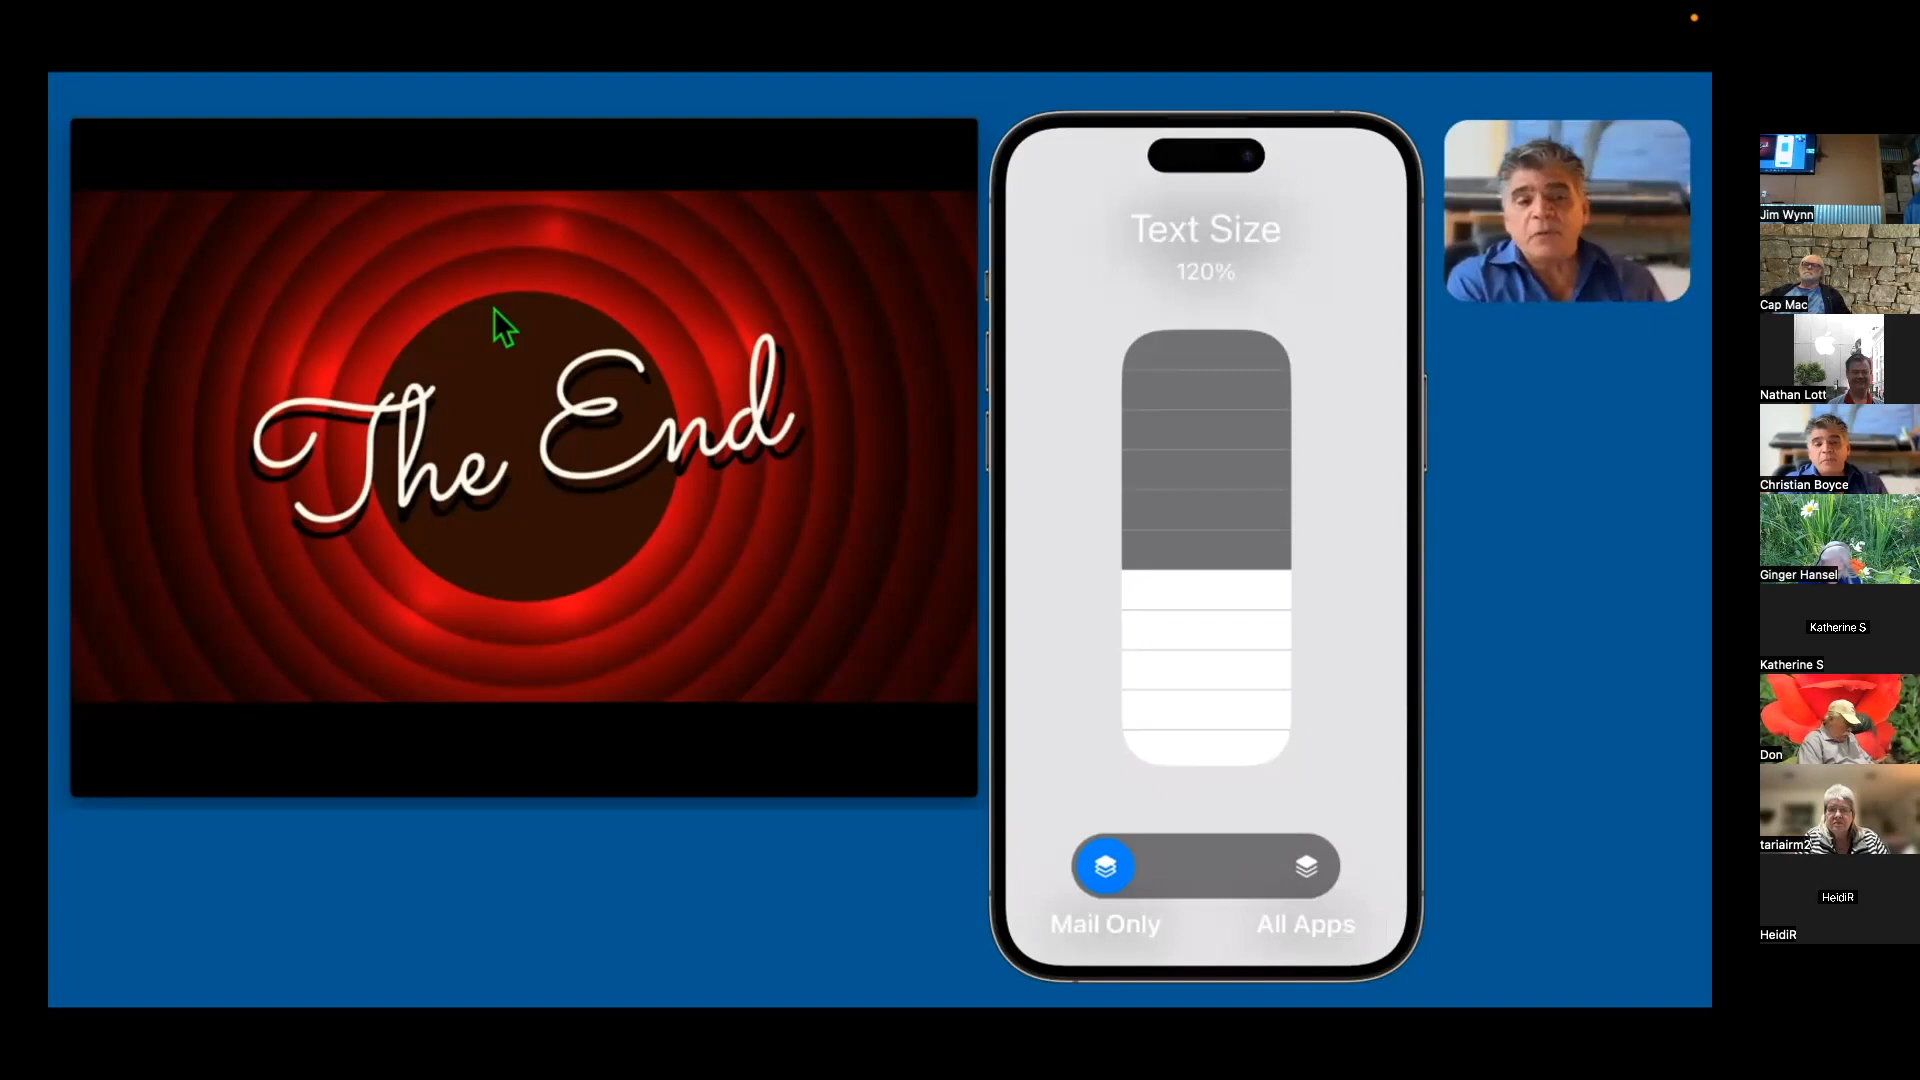 The End
Text Size
120%
Mail Only
All Apps
Jim Wynn
Cap Mac
Nathan Lott
Christian Boyce
Ginger Hansel
Katherine S
Katherine S
Don
tariairm2
HeidiR
HeidiR